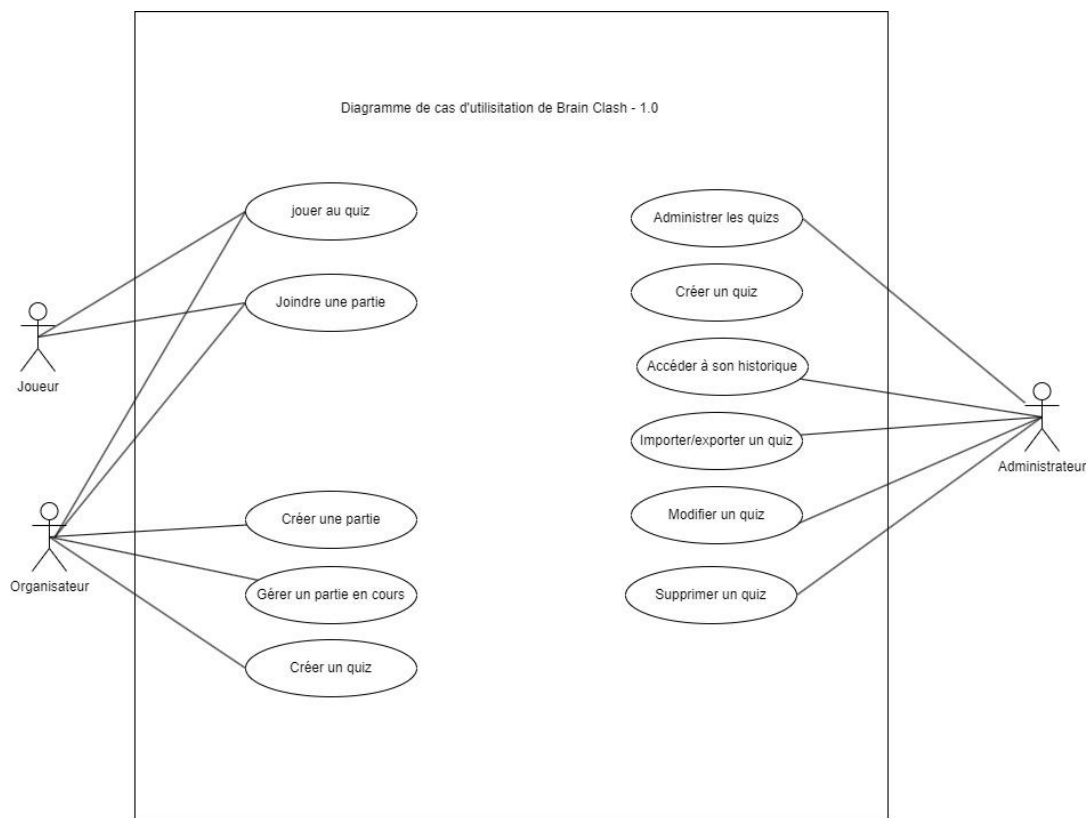 Diagramme de cas d'utilisitation de Brain Clash - 1.0
jouer au quiz
Joindre une partie
Joueur
Créer une partie
Gérer un partie en cours
Créer un quiz
Organisateur
Administrer les quizs
Créer un quiz
Accéder à son historique
Importer/exporter un quiz
Modifier un quiz
Supprimer un quiz
Administrateur